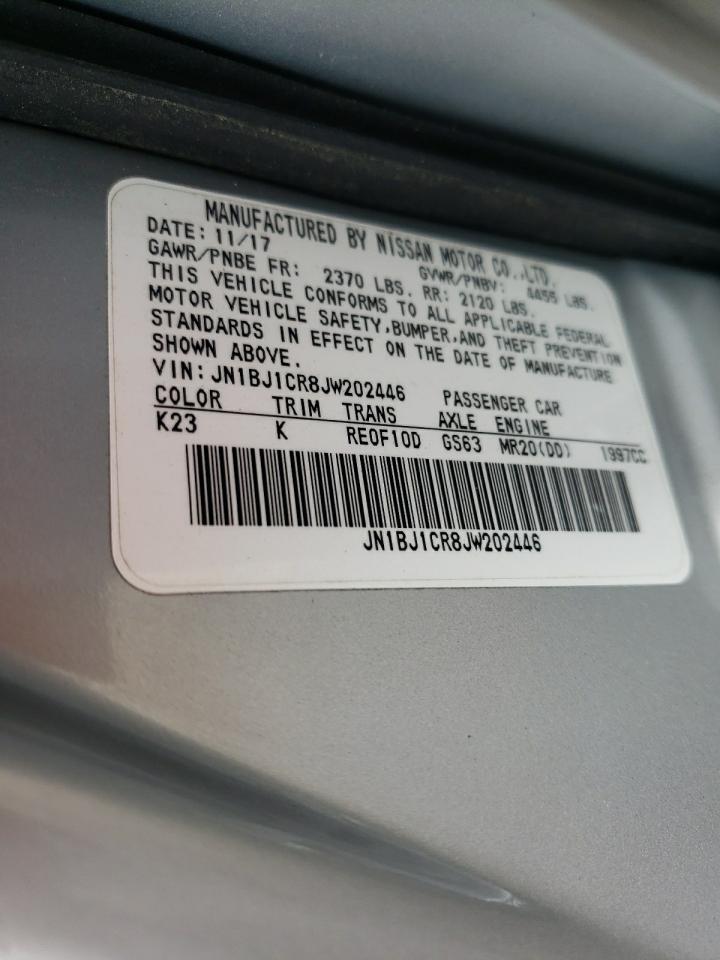 MANUFACTURED BY NISSAN MOTOR CO.,LTD.
DATE: 11/17 GVWR/PNBV: 4455 LBS.
GAWR/PNBE FR: 2370 LBS. RR: 2120 LBS.
THIS VEHICLE CONFORMS TO ALL APPLICABLE FEDERAL
MOTOR VEHICLE SAFETY,BUMPER,AND THEFT PREVENTION
STANDARDS IN EFFECT ON THE DATE OF MANUFACTURE
SHOWN ABOVE.
VIN: JN1BJ1CR8JW202446 PASSENGER CAR
COLOR TRIM TRANS AXLE ENGINE
K23 K RE0F10D GS63 MR20(DD) 1997CC
JN1BJ1CR8JW202446